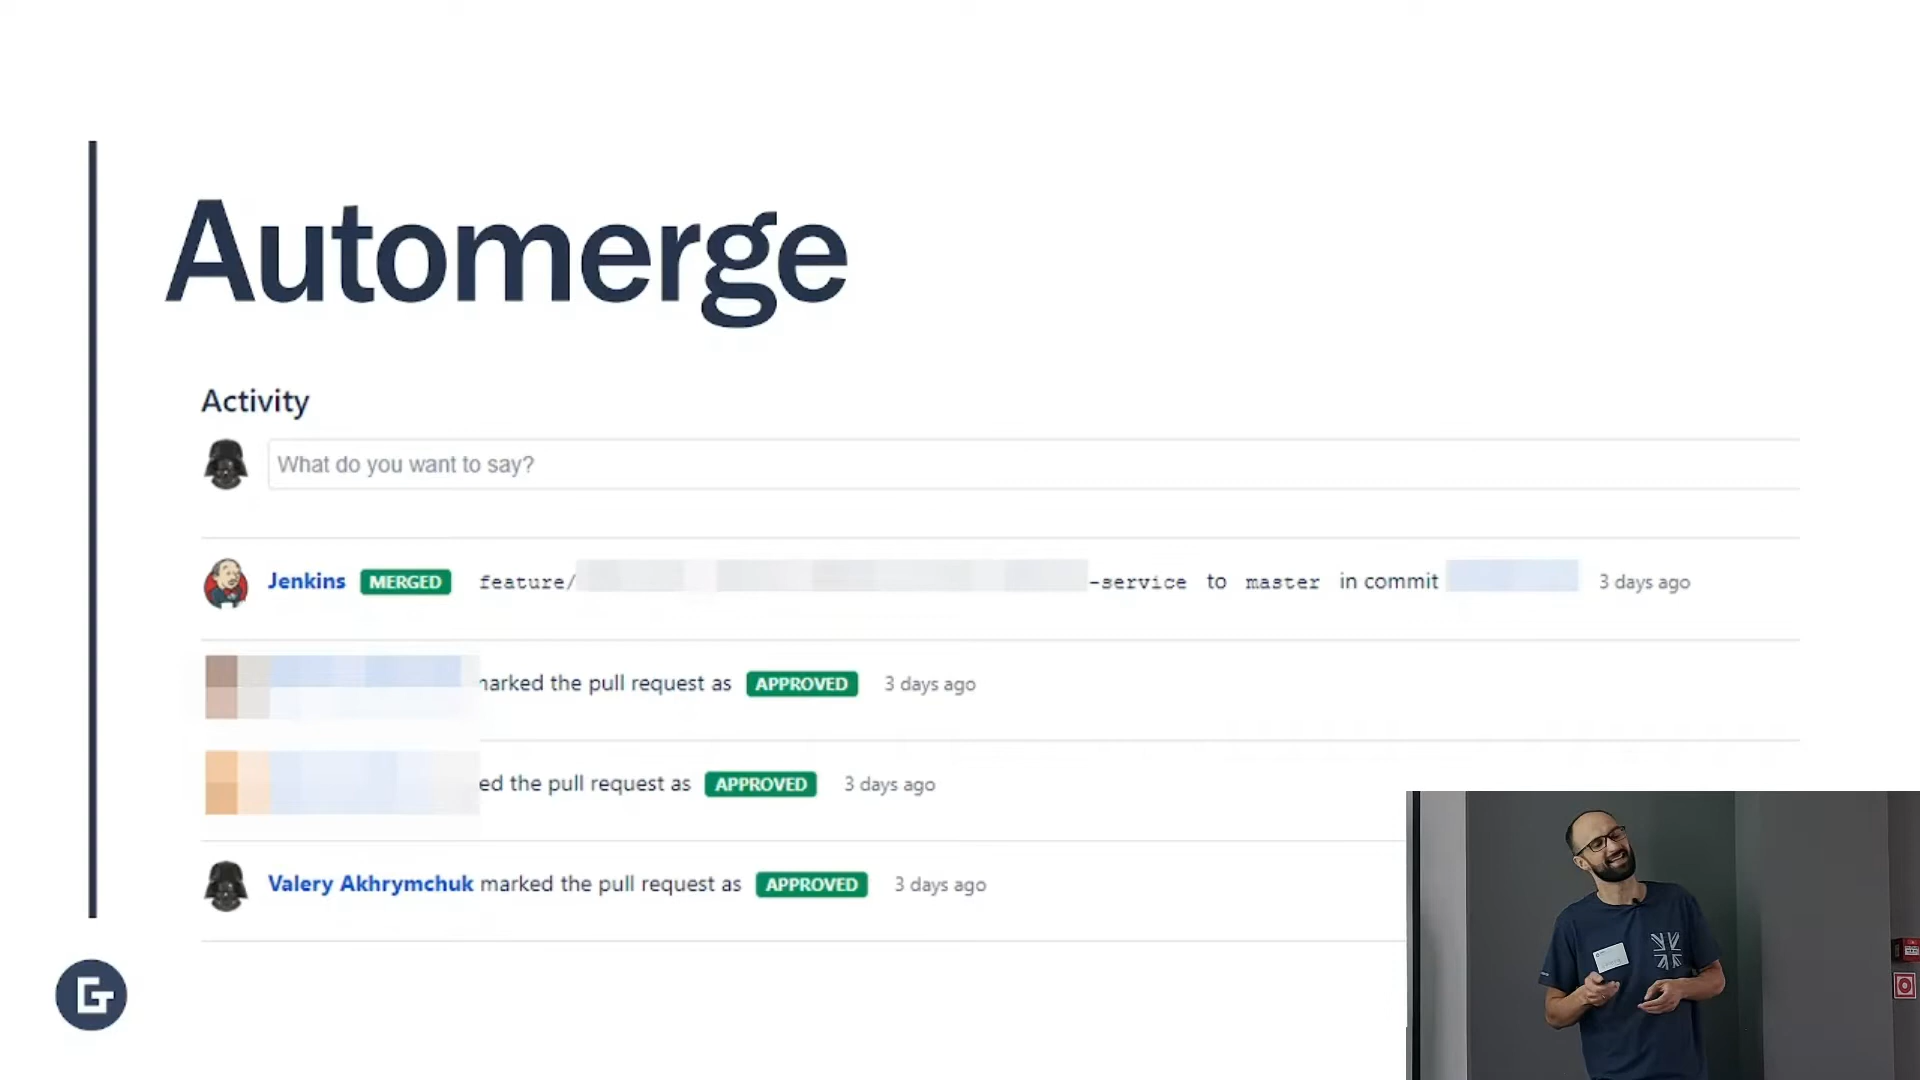 Automerge
Activity
What do you want to say?
Jenkins MERGED feature/ -service to master in commit 3 days ago
marked the pull request as APPROVED 3 days ago
ed the pull request as APPROVED 3 days ago
Valery Akhrymchuk marked the pull request as APPROVED 3 days ago